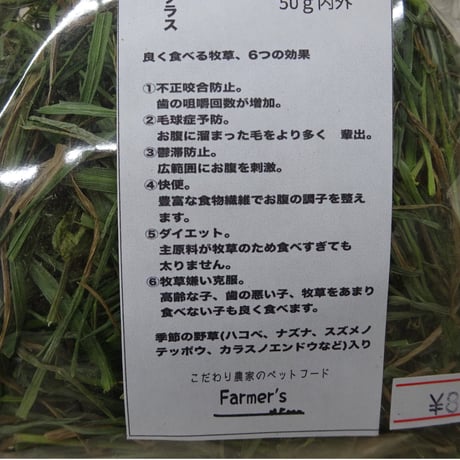 ラス
50g内外
良く食べる牧草、6つの効果
①不正咬合防止。
歯の咀嚼回数が増加。
②毛球症予防。
お腹に溜まった毛をより多く 輩出。
③鬱滞防止。
広範囲にお腹を刺激。
④快便。
豊富な食物繊維でお腹の調子を整え
ます。
⑤ダイエット。
主原料が牧草のため食べすぎても
太りません。
⑥牧草嫌い克服。
高齢な子、歯の悪い子、牧草をあまり
食べない子も良く食べます。
季節の野草(ハコベ、ナズナ、スズメノ
テッポウ、カラスノエンドウなど)入り
こだわり農家のペットフード
Farmer's
¥8